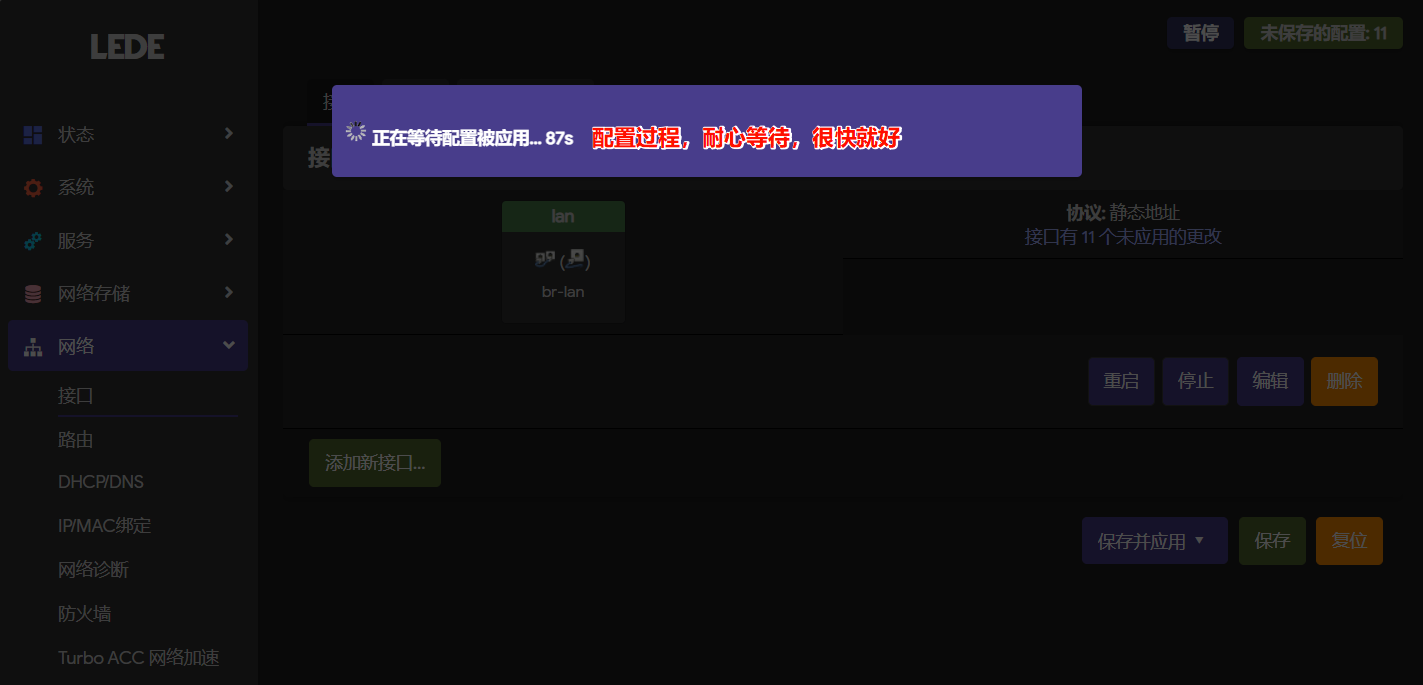 LEDE
暂停
未保存的配置: 11
状态
系统
服务
网络存储
网络
接口
路由
DHCP/DNS
IP/MAC绑定
网络诊断
防火墙
Turbo ACC 网络加速
正在等待配置被应用... 87s
配置过程，耐心等待，很快就好
接
lan
br-lan
协议: 静态地址
接口有 11 个未应用的更改
重启
停止
编辑
删除
添加新接口...
保存并应用
保存
复位